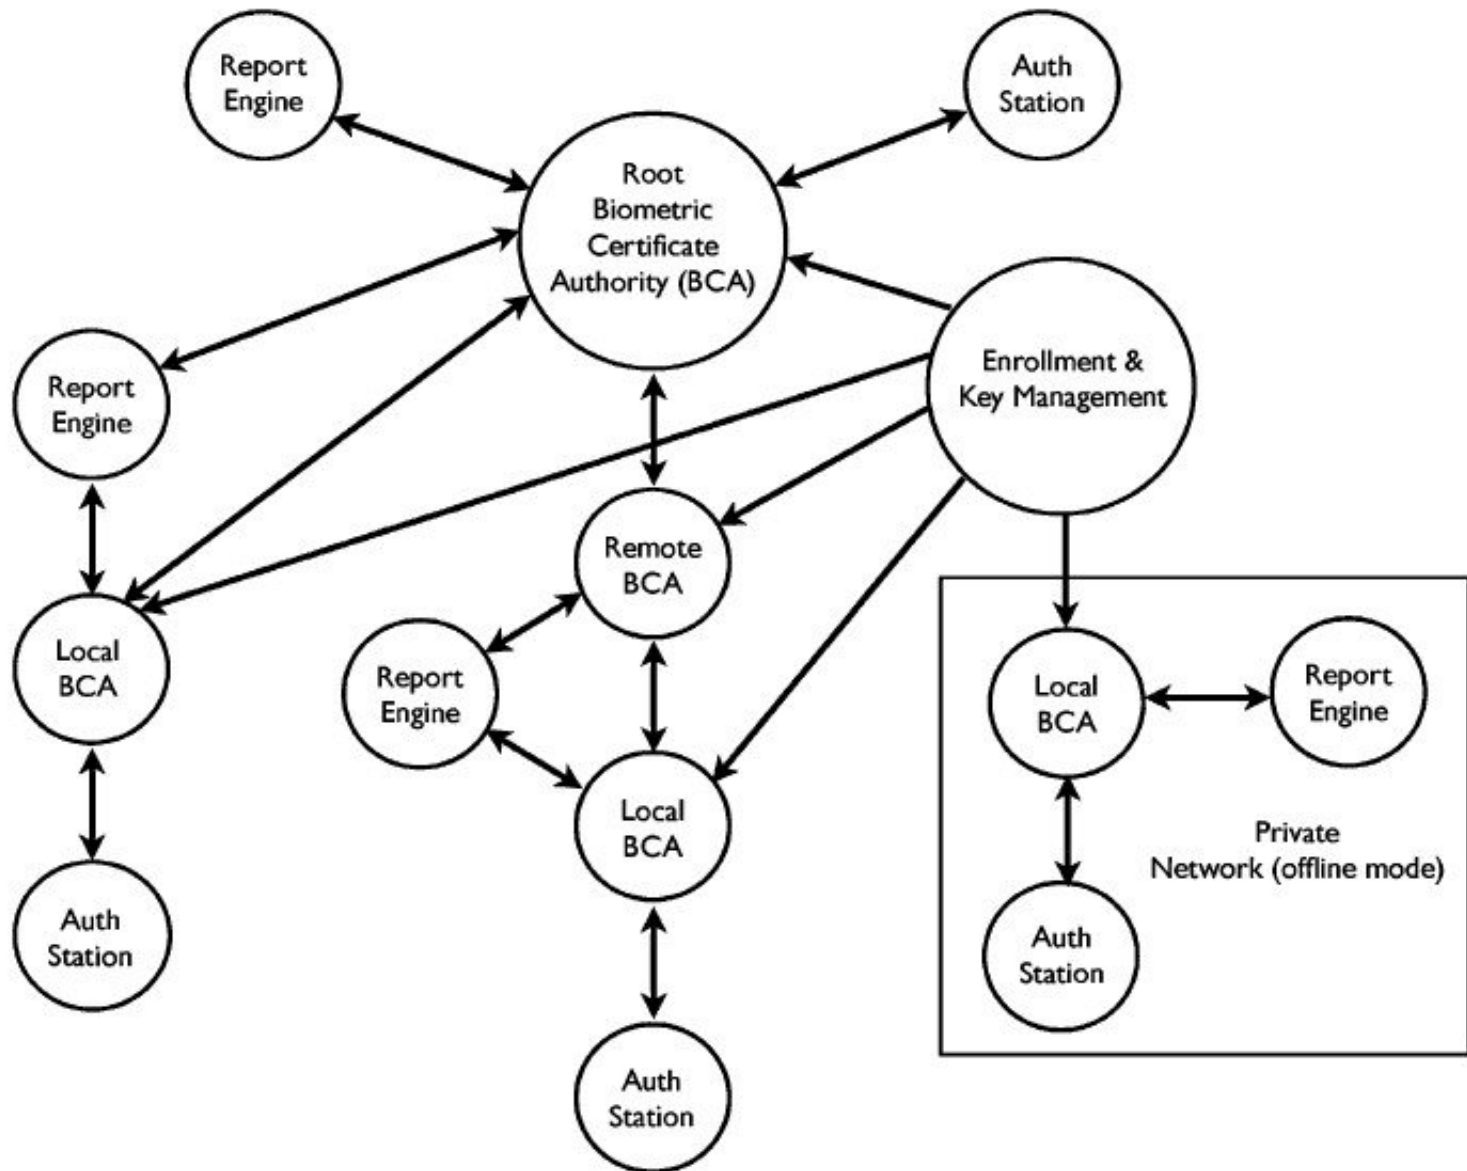 Report
Engine
Auth
Station
Root
Biometric
Certificate
Authority (BCA)
Enrollment &
Key Management
Report
Engine
Remote
BCA
Local
BCA
Report
Engine
Local
BCA
Report
Engine
Local
BCA
Private
Network (offline mode)
Auth
Station
Auth
Station
Auth
Station